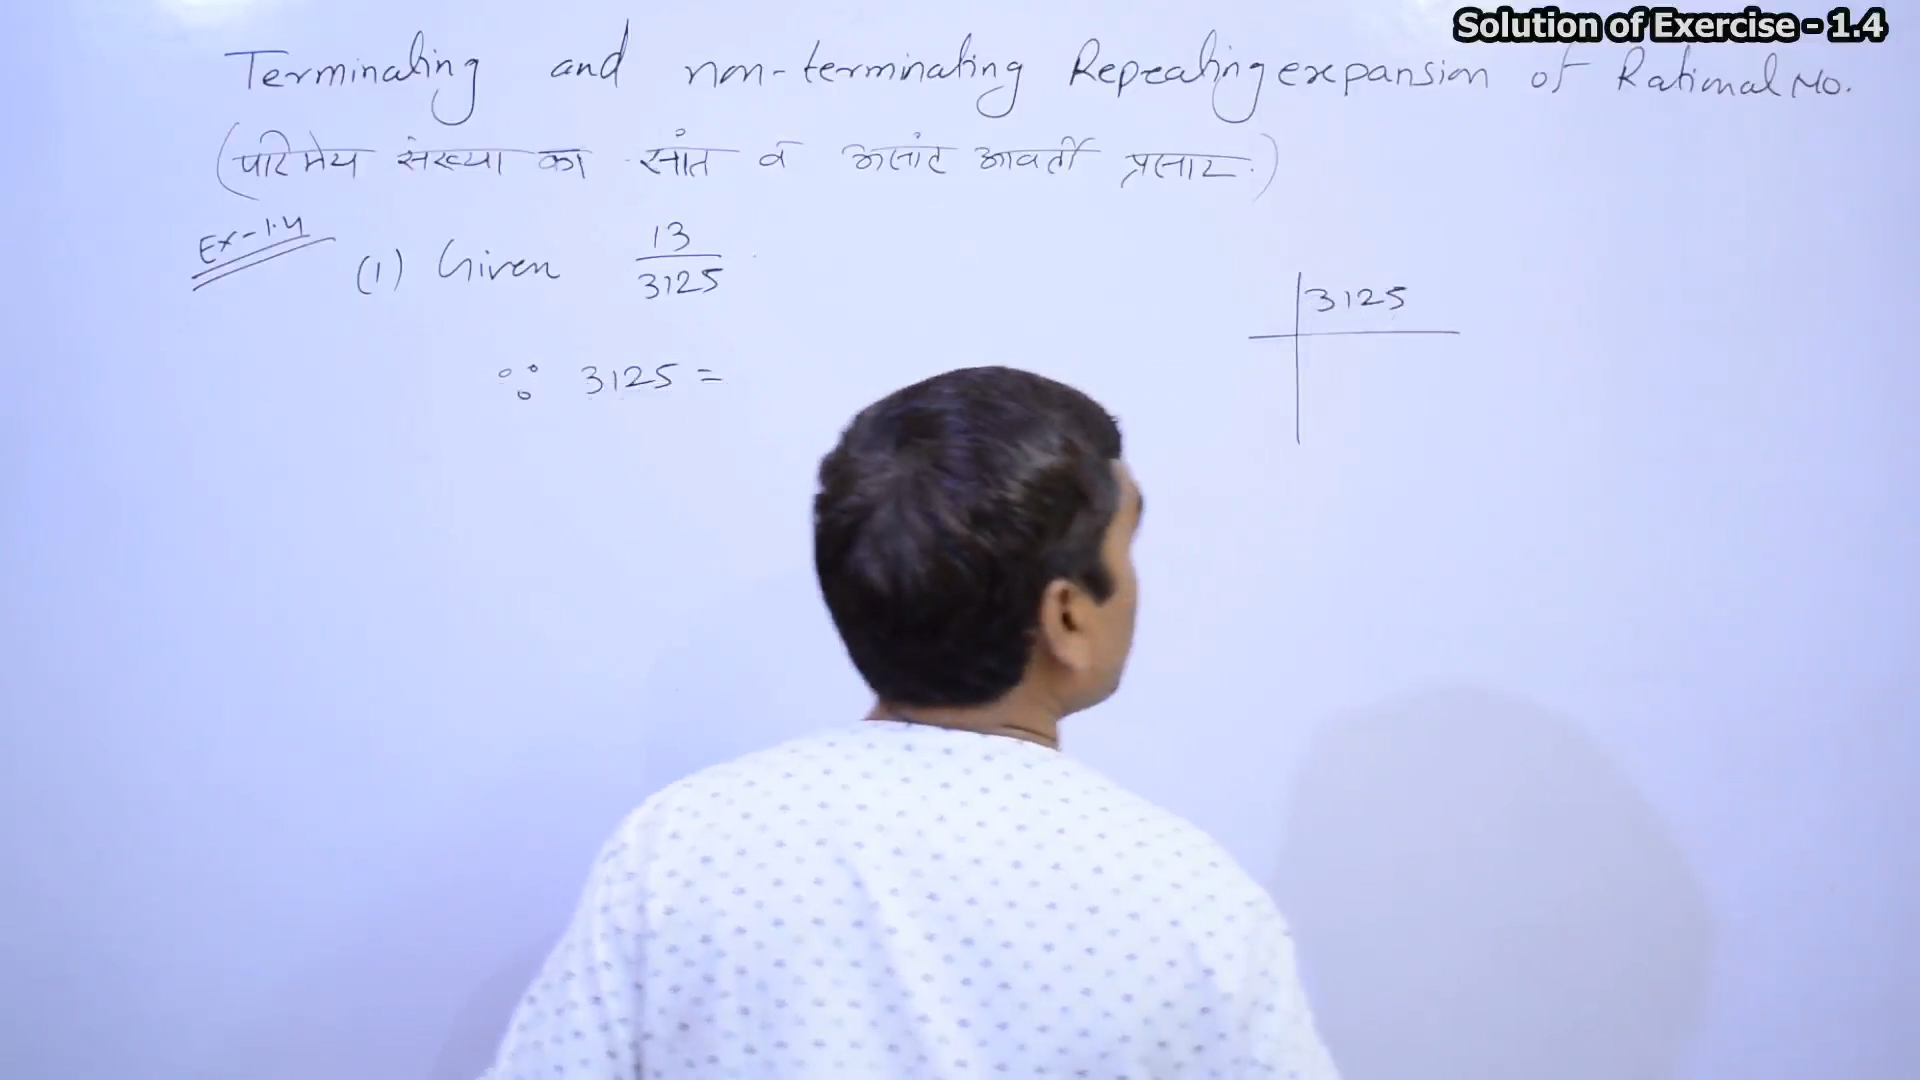 Solution of Exercise - 1.4
Terminating and non-terminating Repeating expansion of Rational No.
(परिमेय संख्या का सांत व असांत आवर्ती प्रसार.)
Ex-1.4
(1) Given 13/3125
3125
∵ 3125 =